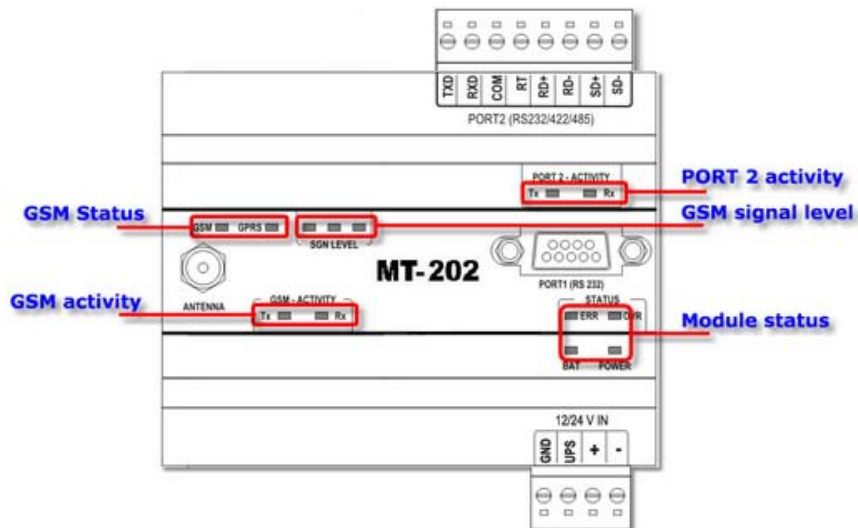 TXD RXD COM RT RD+ RD- SD+ SD-
PORT2 (RS232/422/485)
PORT 2 - ACTIVITY
Tx Rx
PORT 2 activity
GSM Status
GSM GPRS
SGN LEVEL
GSM signal level
MT-202
PORT1 (RS 232)
ANTENNA
GSM activity
GSM - ACTIVITY
Tx Rx
STATUS
ERR OVR
Module status
BAT POWER
12/24 V IN
GND UPS + -